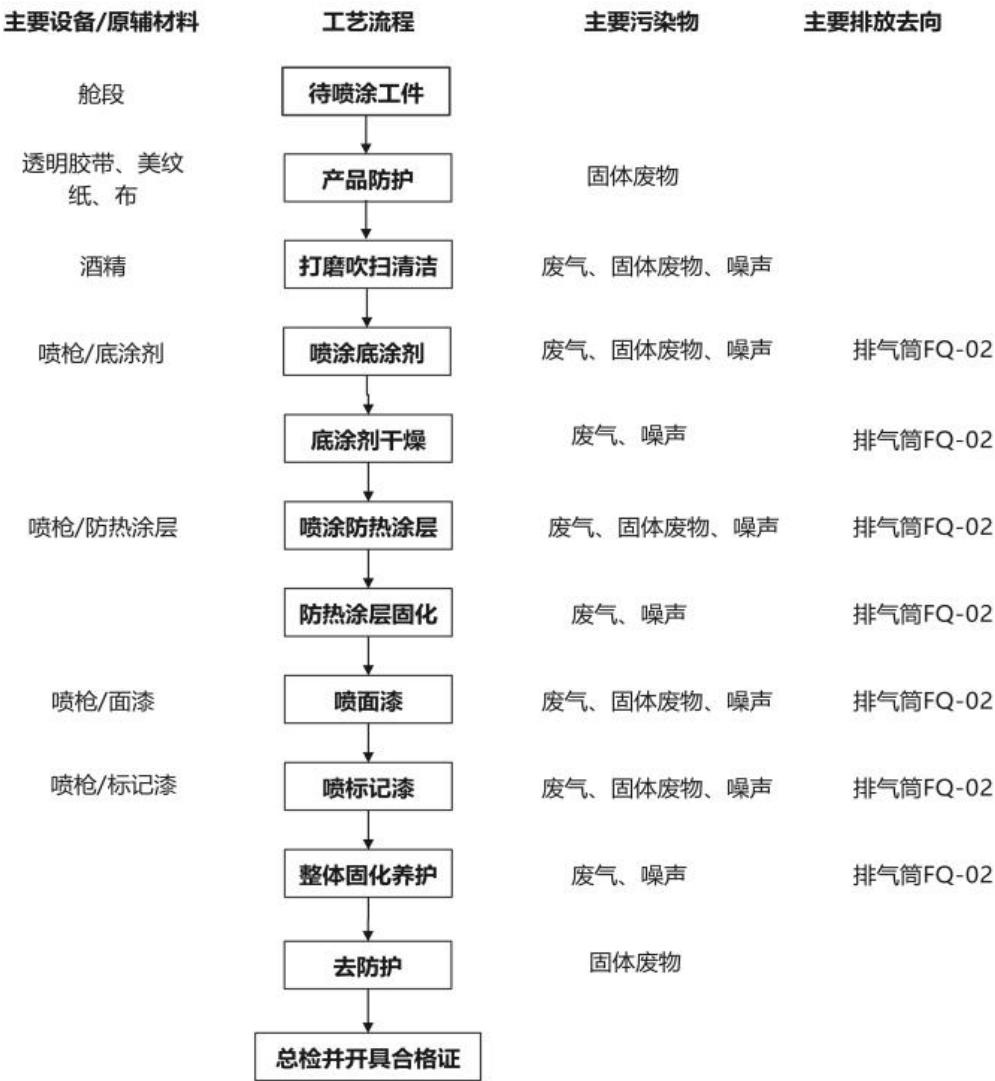 主要设备/原辅材料 工艺流程 主要污染物 主要排放去向
舱段 待喷涂工件
透明胶带、美纹
纸、布 产品防护 固体废物
酒精 打磨吹扫清洁 废气、固体废物、噪声
喷枪/底涂剂 喷涂底涂剂 废气、固体废物、噪声 排气筒FQ-02
底涂剂干燥 废气、噪声 排气筒FQ-02
喷枪/防热涂层 喷涂防热涂层 废气、固体废物、噪声 排气筒FQ-02
防热涂层固化 废气、噪声 排气筒FQ-02
喷枪/面漆 喷面漆 废气、固体废物、噪声 排气筒FQ-02
喷枪/标记漆 喷标记漆 废气、固体废物、噪声 排气筒FQ-02
整体固化养护 废气、噪声 排气筒FQ-02
去防护 固体废物
总检并开具合格证